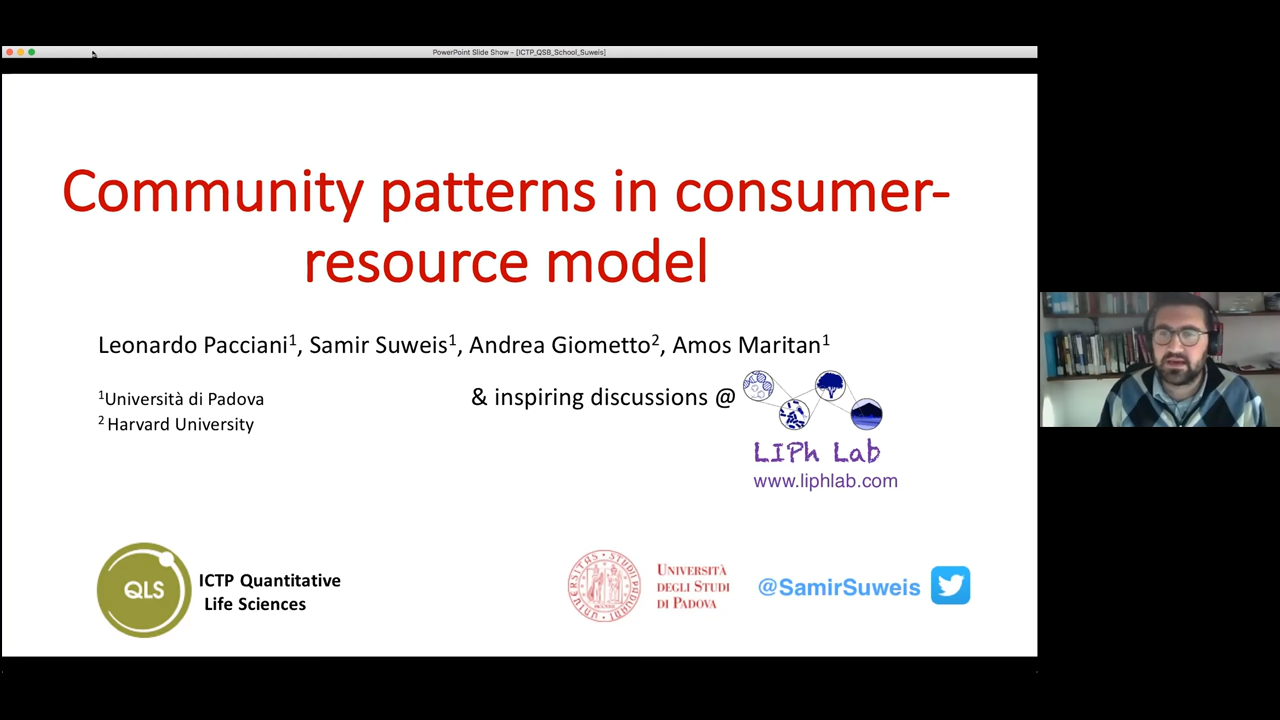 PowerPoint Slide Show - [ICTP_QSB_School_Suweis]
Community patterns in consumer-
resource model
Leonardo Pacciani¹, Samir Suweis¹, Andrea Giometto², Amos Maritan¹
¹Università di Padova
² Harvard University
& inspiring discussions @
LIPh Lab
www.liphlab.com
QLS
ICTP Quantitative
Life Sciences
UNIVERSITÀ
DEGLI STUDI
DI PADOVA
@SamirSuweis